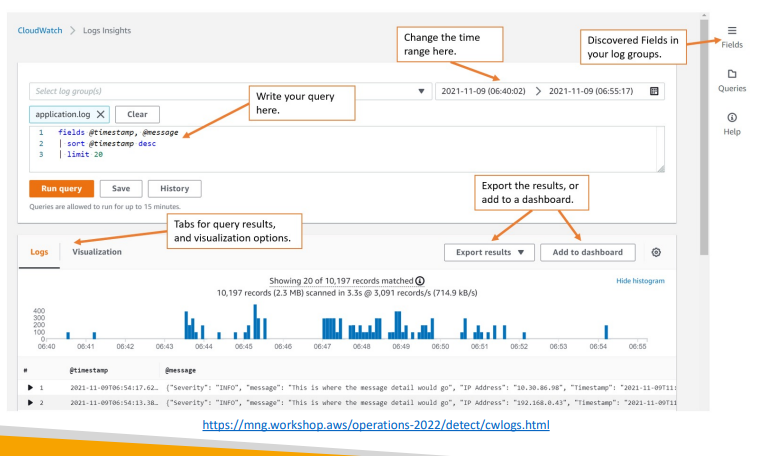 CloudWatch > Logs Insights
Change the time
range here.
Discovered Fields in
your log groups.
Fields
Queries
Help
Select log group(s)
2021-11-09 (06:40:02) > 2021-11-09 (06:55:17)
Write your query
here.
application.log X
Clear
1 fields @timestamp, @message
2 | sort @timestamp desc
3 | limit 20
Run query
Save
History
Queries are allowed to run for up to 15 minutes.
Export the results, or
add to a dashboard.
Tabs for query results,
and visualization options.
Logs
Visualization
Export results ▼
Add to dashboard
Showing 20 of 10,197 records matched
Hide histogram
10,197 records (2.3 MB) scanned in 3.3s @ 3,091 records/s (714.9 kB/s)
400
300
200
100
0
06:40 06:41 06:42 06:43 06:44 06:45 06:46 06:47 06:48 06:49 06:50 06:51 06:52 06:53 06:54 06:55
# @timestamp @message
▶ 1 2021-11-09T06:54:17.62… {"Severity": "INFO", "message": "This is where the message detail would go", "IP Address": "10.30.86.98", "Timestamp": "2021-11-09T11:
▶ 2 2021-11-09T06:54:13.38… {"Severity": "INFO", "message": "This is where the message detail would go", "IP Address": "192.168.0.43", "Timestamp": "2021-11-09T11
https://mng.workshop.aws/operations-2022/detect/cwlogs.html